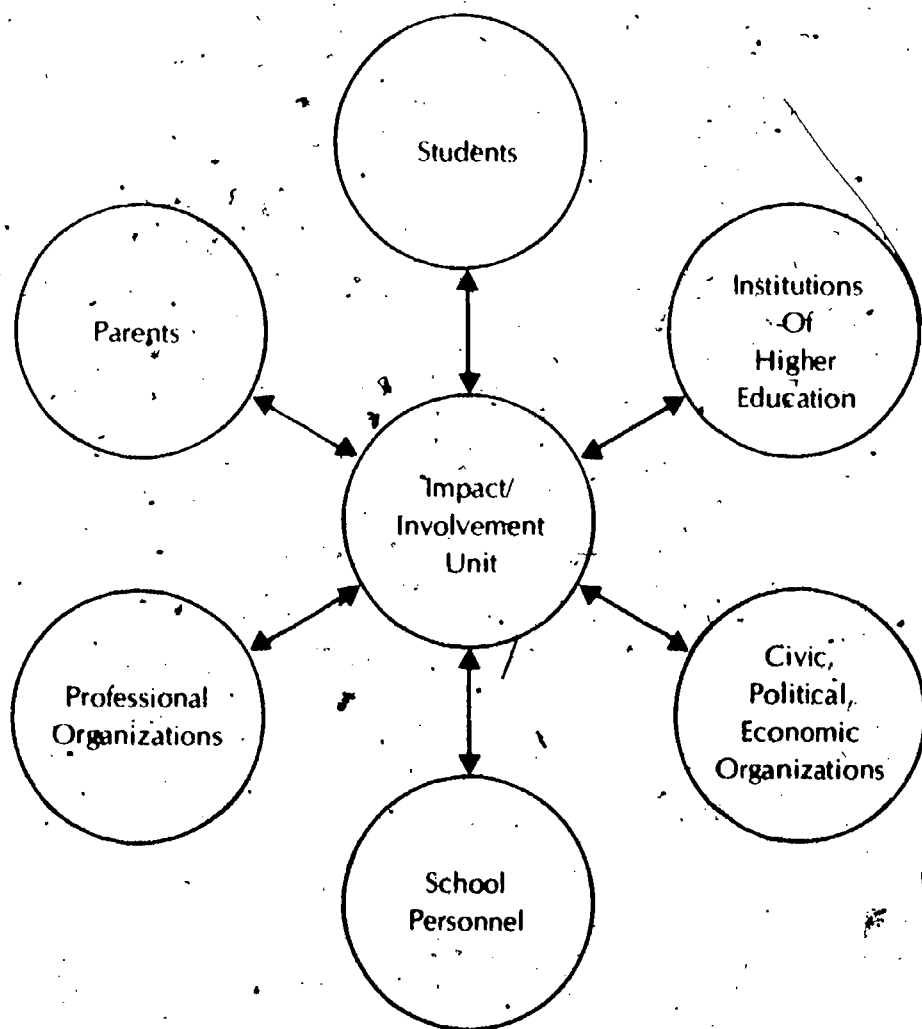 Students
Parents
Institutions
Of
Higher
Education
Impact/
Involvement
Unit
Professional
Organizations
Civic,
Political,
Economic
Organizations
School
Personnel